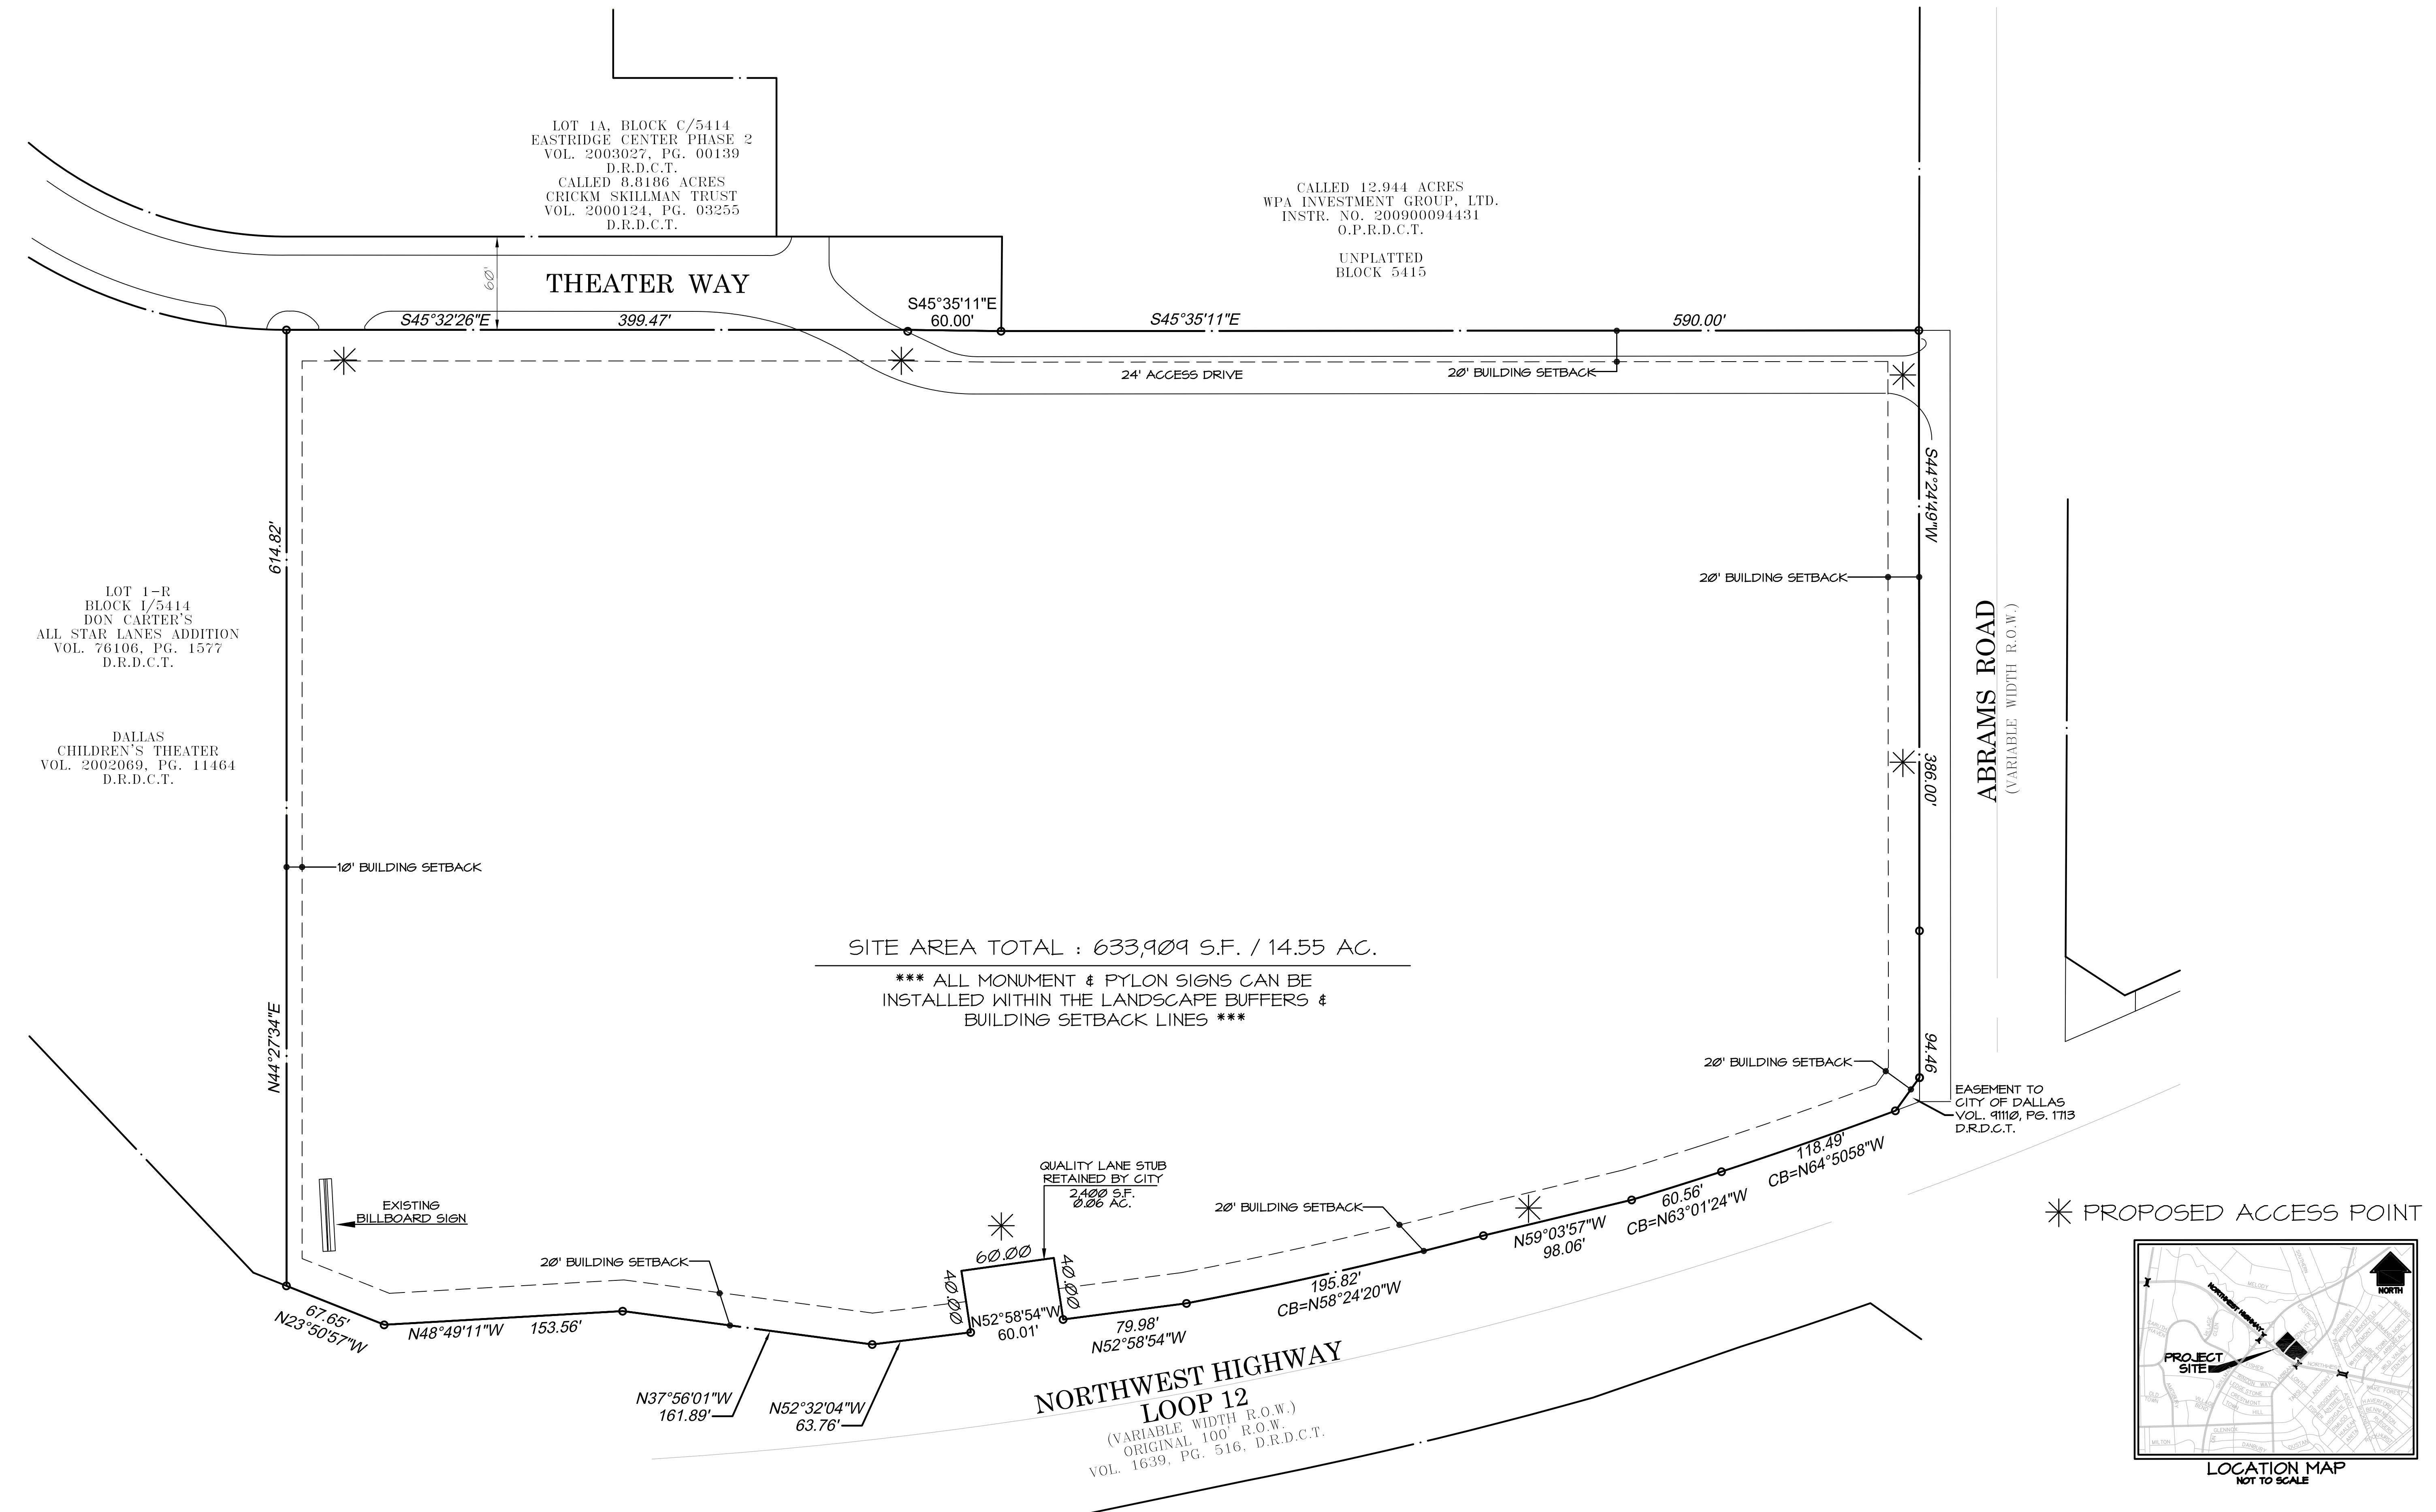 LOT 1A, BLOCK C/5414
EASTRIDGE CENTER PHASE 2
VOL. 2003027, PG. 00139
D.R.D.C.T.
CALLED 8.8186 ACRES
CRICKM SKILLMAN TRUST
VOL. 2000124, PG. 03255
D.R.D.C.T.
CALLED 12.944 ACRES
WPA INVESTMENT GROUP, LTD.
INSTR. NO. 200900094431
O.P.R.D.C.T.
UNPLATTED
BLOCK 5415
60'
THEATER WAY
S45°35'11"E
60.00'
S45°32'26"E
399.47'
S45°35'11"E
590.00'
24' ACCESS DRIVE
20' BUILDING SETBACK
S44°24'49"W
614.82'
20' BUILDING SETBACK
LOT 1-R
BLOCK I/5414
DON CARTER'S
ALL STAR LANES ADDITION
VOL. 76106, PG. 1577
D.R.D.C.T.
ABRAMS ROAD
(VARIABLE WIDTH R.O.W.)
386.00'
DALLAS
CHILDREN'S THEATER
VOL. 2002069, PG. 11464
D.R.D.C.T.
10' BUILDING SETBACK
SITE AREA TOTAL : 633,909 S.F. / 14.55 AC.
*** ALL MONUMENT & PYLON SIGNS CAN BE
INSTALLED WITHIN THE LANDSCAPE BUFFERS &
BUILDING SETBACK LINES ***
N44°27'34"E
94.46
20' BUILDING SETBACK
EASEMENT TO
CITY OF DALLAS
VOL. 91110, PG. 1713
D.R.D.C.T.
118.49'
CB=N64°5058"W
QUALITY LANE STUB
RETAINED BY CITY
2,400 S.F.
0.06 AC.
EXISTING
BILLBOARD SIGN
20' BUILDING SETBACK
60.56'
CB=N63°01'24"W
N59°03'57"W
98.06'
PROPOSED ACCESS POINT
20' BUILDING SETBACK
60.00
40.00
40.00
N52°58'54"W
60.01'
195.82'
CB=N58°24'20"W
79.98'
N52°58'54"W
67.65'
N23°50'57"W
N48°49'11"W
153.56'
N37°56'01"W
161.89'
N52°32'04"W
63.76'
NORTHWEST HIGHWAY
LOOP 12
(VARIABLE WIDTH R.O.W.)
ORIGINAL 100' R.O.W.
VOL. 1639, PG. 516, D.R.D.C.T.
NORTHWEST HIGHWAY
NORTH
PROJECT
SITE
LOCATION MAP
NOT TO SCALE